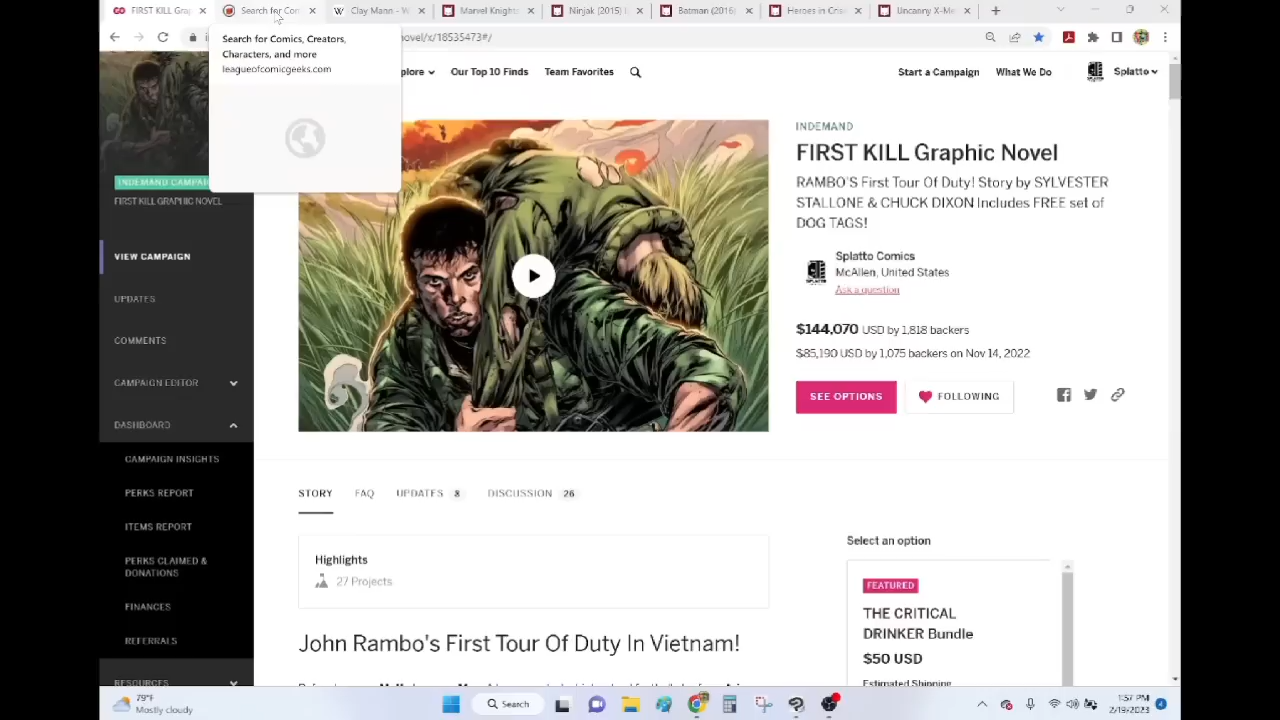 FIRST KILL Gra
Search for Con
Clay Mann - W
Marvel Knights
Ninjak (2015) 
Batman (2016)
Heroes in Con
Uncanny X-Me
novel/x/18535473#/
Search for Comics, Creators,
Characters, and more
leagueofcomicgeeks.com
plore
Our Top 10 Finds
Team Favorites
Start a Campaign
What We Do
Splatto
INDEMAND CAMPAI
FIRST KILL GRAPHIC NOVEL
VIEW CAMPAIGN
UPDATES
COMMENTS
CAMPAIGN EDITOR
DASHBOARD
CAMPAIGN INSIGHTS
PERKS REPORT
ITEMS REPORT
PERKS CLAIMED &
DONATIONS
FINANCES
REFERRALS
RESOURCES
INDEMAND
FIRST KILL Graphic Novel
RAMBO'S First Tour Of Duty! Story by SYLVESTER
STALLONE & CHUCK DIXON Includes FREE set of
DOG TAGS!
Splatto Comics
McAllen, United States
Ask a question
$144,070 USD by 1,818 backers
$85,190 USD by 1,075 backers on Nov 14, 2022
SEE OPTIONS
FOLLOWING
STORY
FAQ
UPDATES 8
DISCUSSION 26
Highlights
27 Projects
John Rambo's First Tour Of Duty In Vietnam!
Select an option
FEATURED
THE CRITICAL
DRINKER Bundle
$50 USD
Estimated Shipping
79°F
Mostly cloudy
Search
1:57 PM
2/19/2023